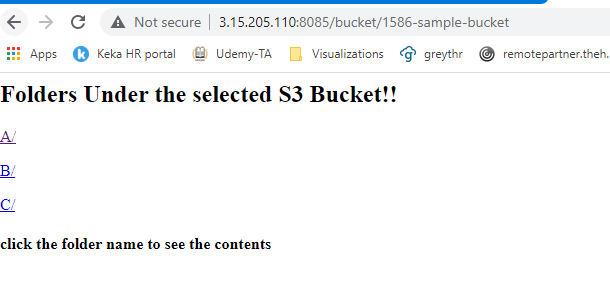 Not secure | 3.15.205.110:8085/bucket/1586-sample-bucket
Apps Keka HR portal Udemy-TA Visualizations greythr remotepartner.theh.
Folders Under the selected S3 Bucket!!
A/
B/
C/
click the folder name to see the contents